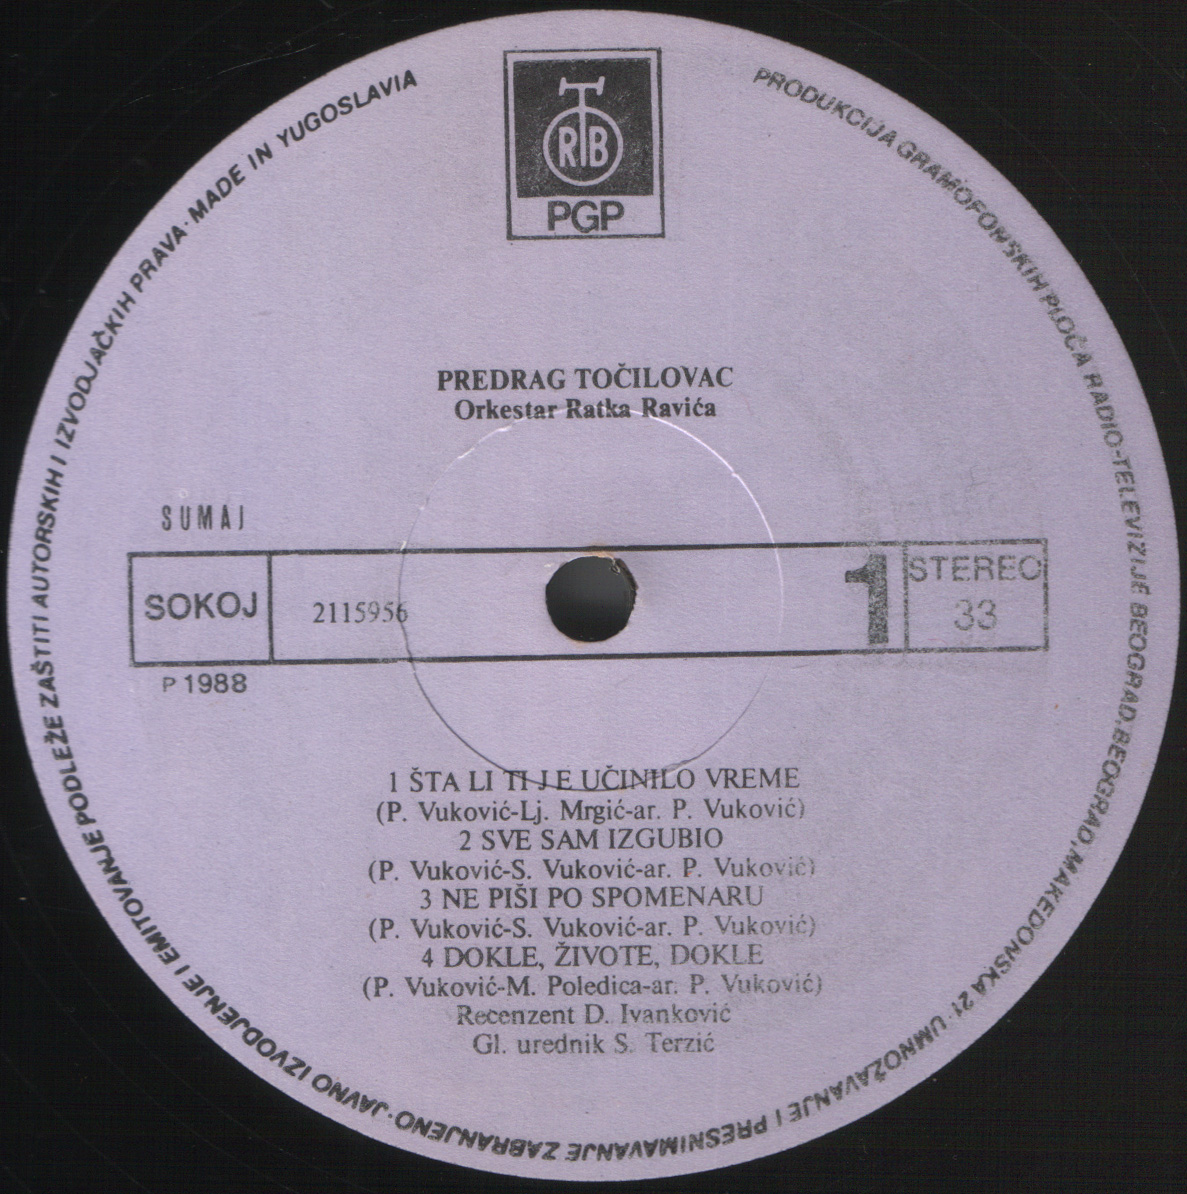 RTB
PGP
PRODUKCIJA GRAMOFONSKIH PLOČA RADIO-TELEVIZIJE BEOGRAD, BEOGRAD, MAKEDONSKA 21 · UMNOŽAVANJE I PRESNIMAVANJE ZABRANJENO · JAVNO IZVODJENJE I EMITOVANJE PODLEŽE ZAŠTITI AUTORSKIH I IZVODJAČKIH PRAVA · MADE IN YUGOSLAVIA
PREDRAG TOČILOVAC
Orkestar Ratka Ravića
SUMAJ
SOKOJ
2115956
1
STEREO
33
P 1988
1 ŠTA LI TI JE UČINILO VREME
(P. Vuković-Lj. Mrgić-ar. P. Vuković)
2 SVE SAM IZGUBIO
(P. Vuković-S. Vuković-ar. P. Vuković)
3 NE PIŠI PO SPOMENARU
(P. Vuković-S. Vuković-ar. P. Vuković)
4 DOKLE, ŽIVOTE, DOKLE
(P. Vuković-M. Poledica-ar. P. Vuković)
Recenzent D. Ivanković
Gl. urednik S. Terzić